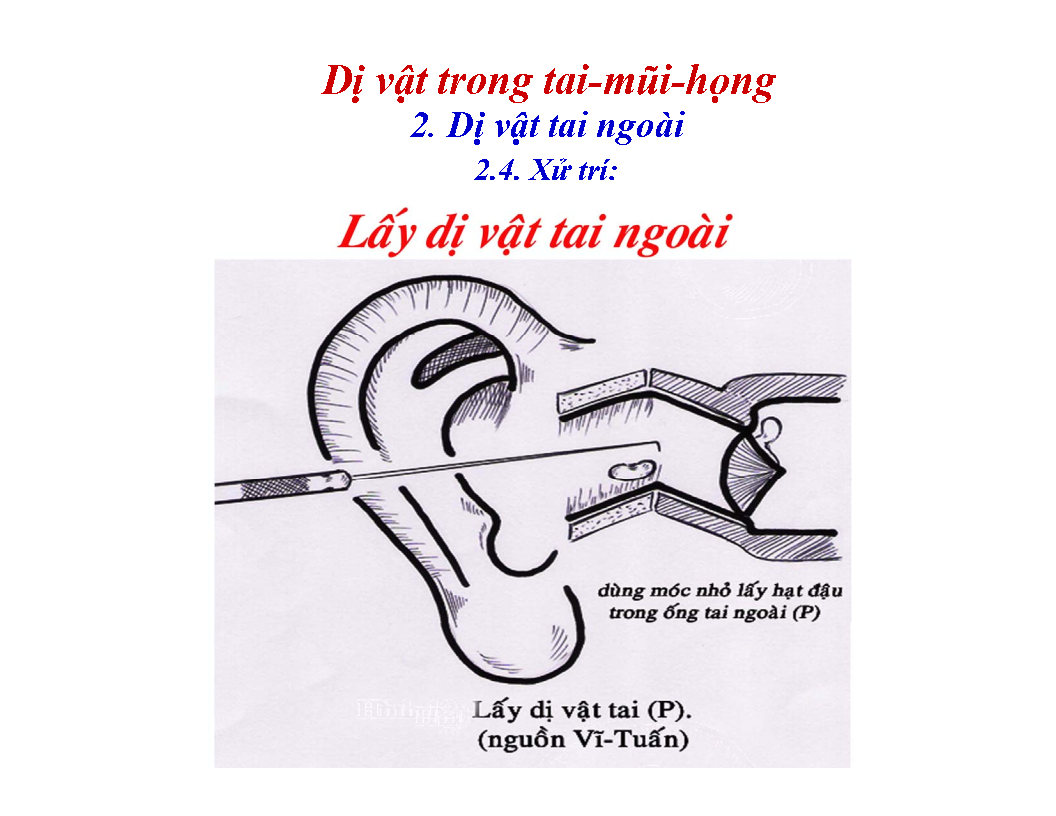 Dị vật trong tai-mũi-họng
2. Dị vật tai ngoài
2.4. Xử trí:
Lấy dị vật tai ngoài
dùng móc nhỏ lấy hạt đậu
trong ống tai ngoài (P)
Lấy dị vật tai (P).
(nguồn Vĩ-Tuấn)